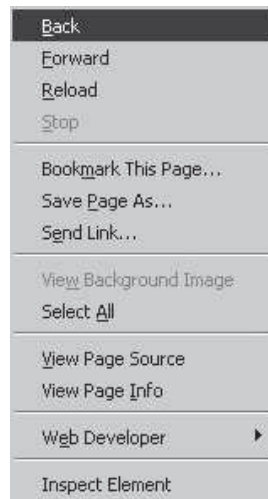 Back
Forward
Reload
Stop
Bookmark This Page...
Save Page As...
Send Link...
View Background Image
Select All
View Page Source
View Page Info
Web Developer
Inspect Element